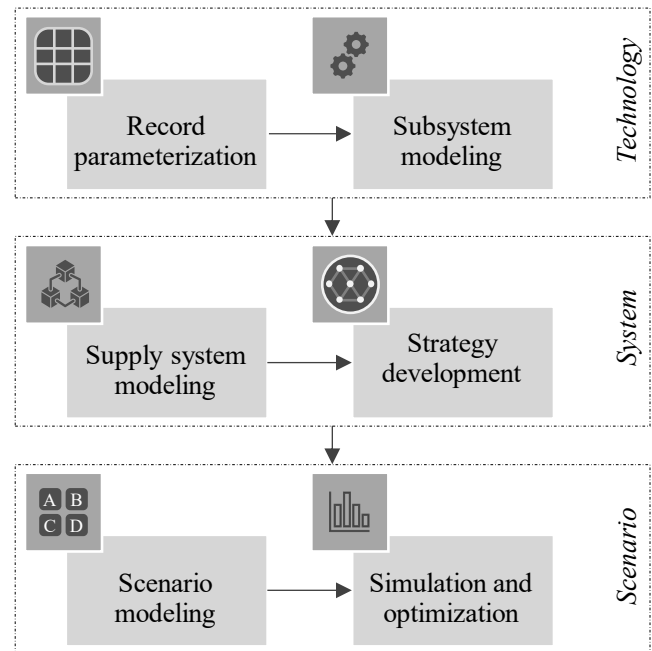 Technology
Record
parameterization
Subsystem
modeling
System
Supply system
modeling
Strategy
development
Scenario
A B
C D
Scenario
modeling
Simulation and
optimization